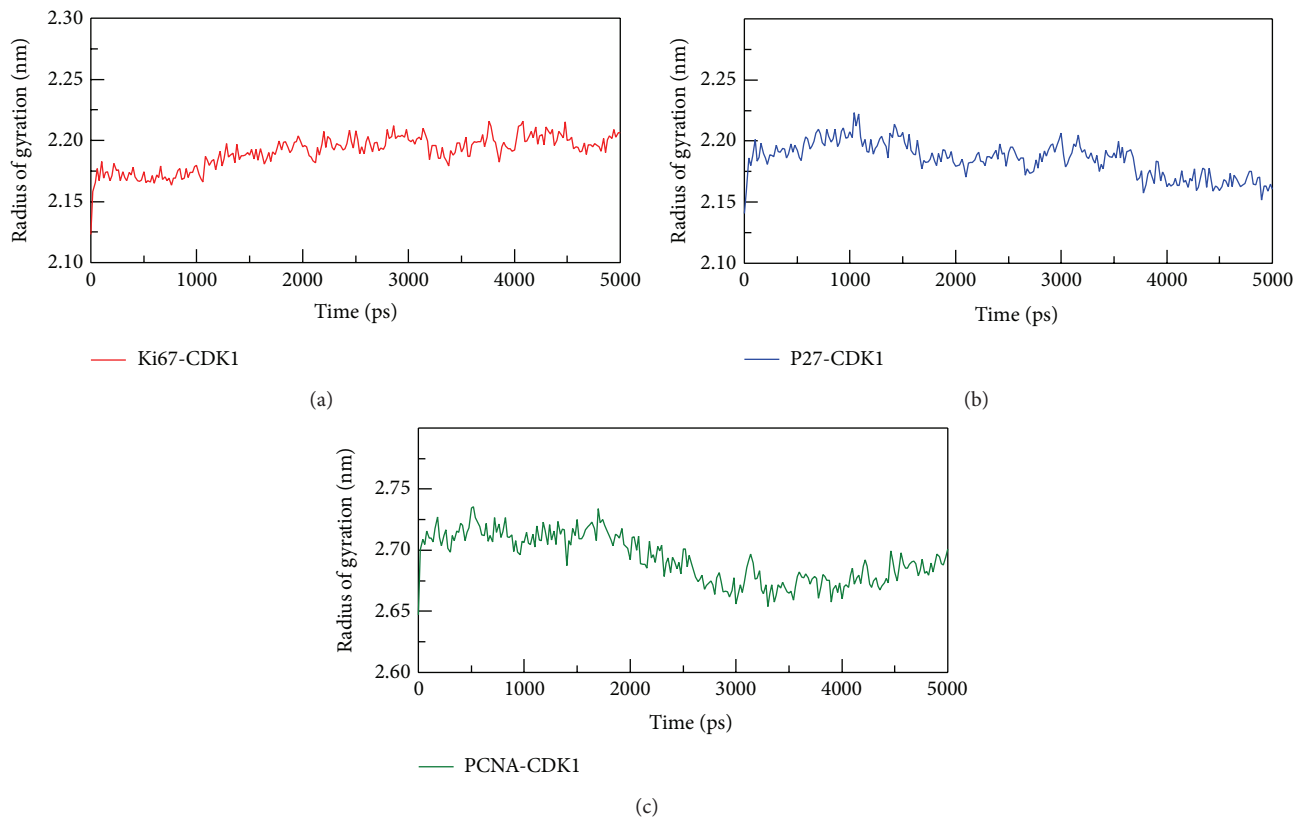 Radius of gyration (nm)
2.30
2.25
2.20
2.15
2.10
0 1000 2000 3000 4000 5000
Time (ps)
Ki67-CDK1
(a)
Radius of gyration (nm)
2.25
2.20
2.15
2.10
0 1000 2000 3000 4000 5000
Time (ps)
P27-CDK1
(b)
Radius of gyration (nm)
2.75
2.70
2.65
2.60
0 1000 2000 3000 4000 5000
Time (ps)
PCNA-CDK1
(c)